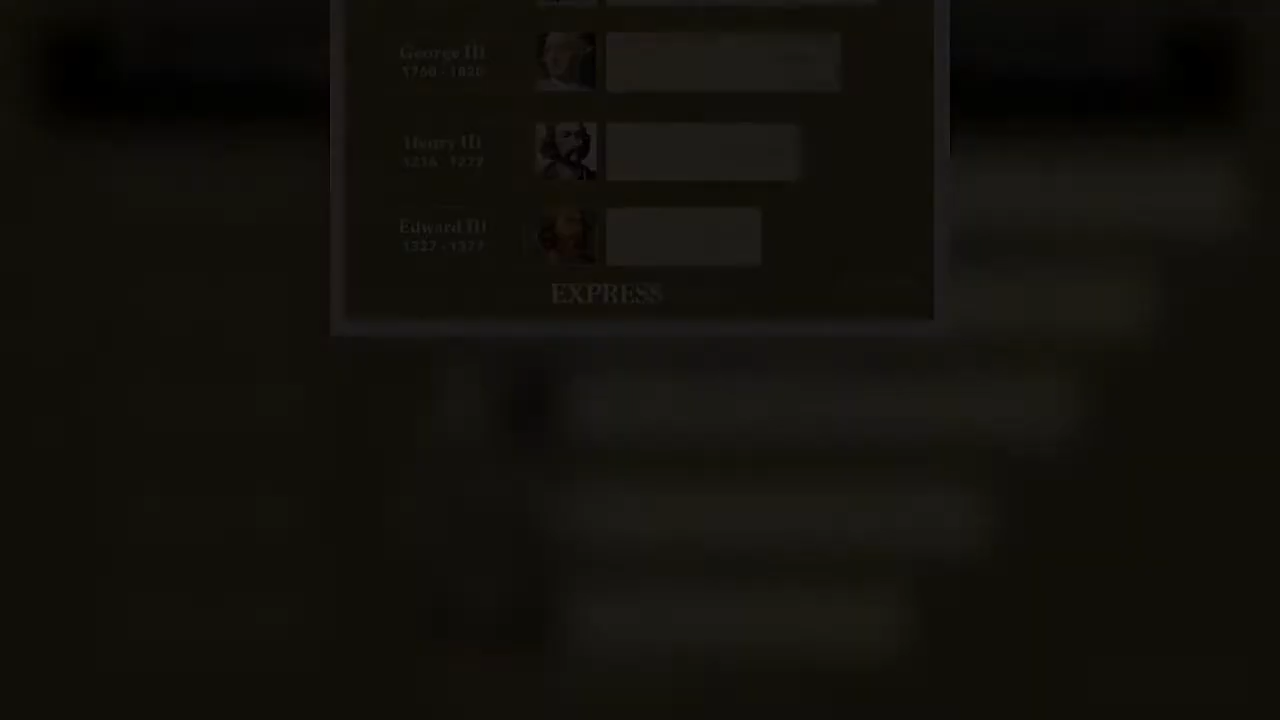 George III
1760 - 1820
Henry III
1216 - 1272
Edward III
1327 - 1377
EXPRESS